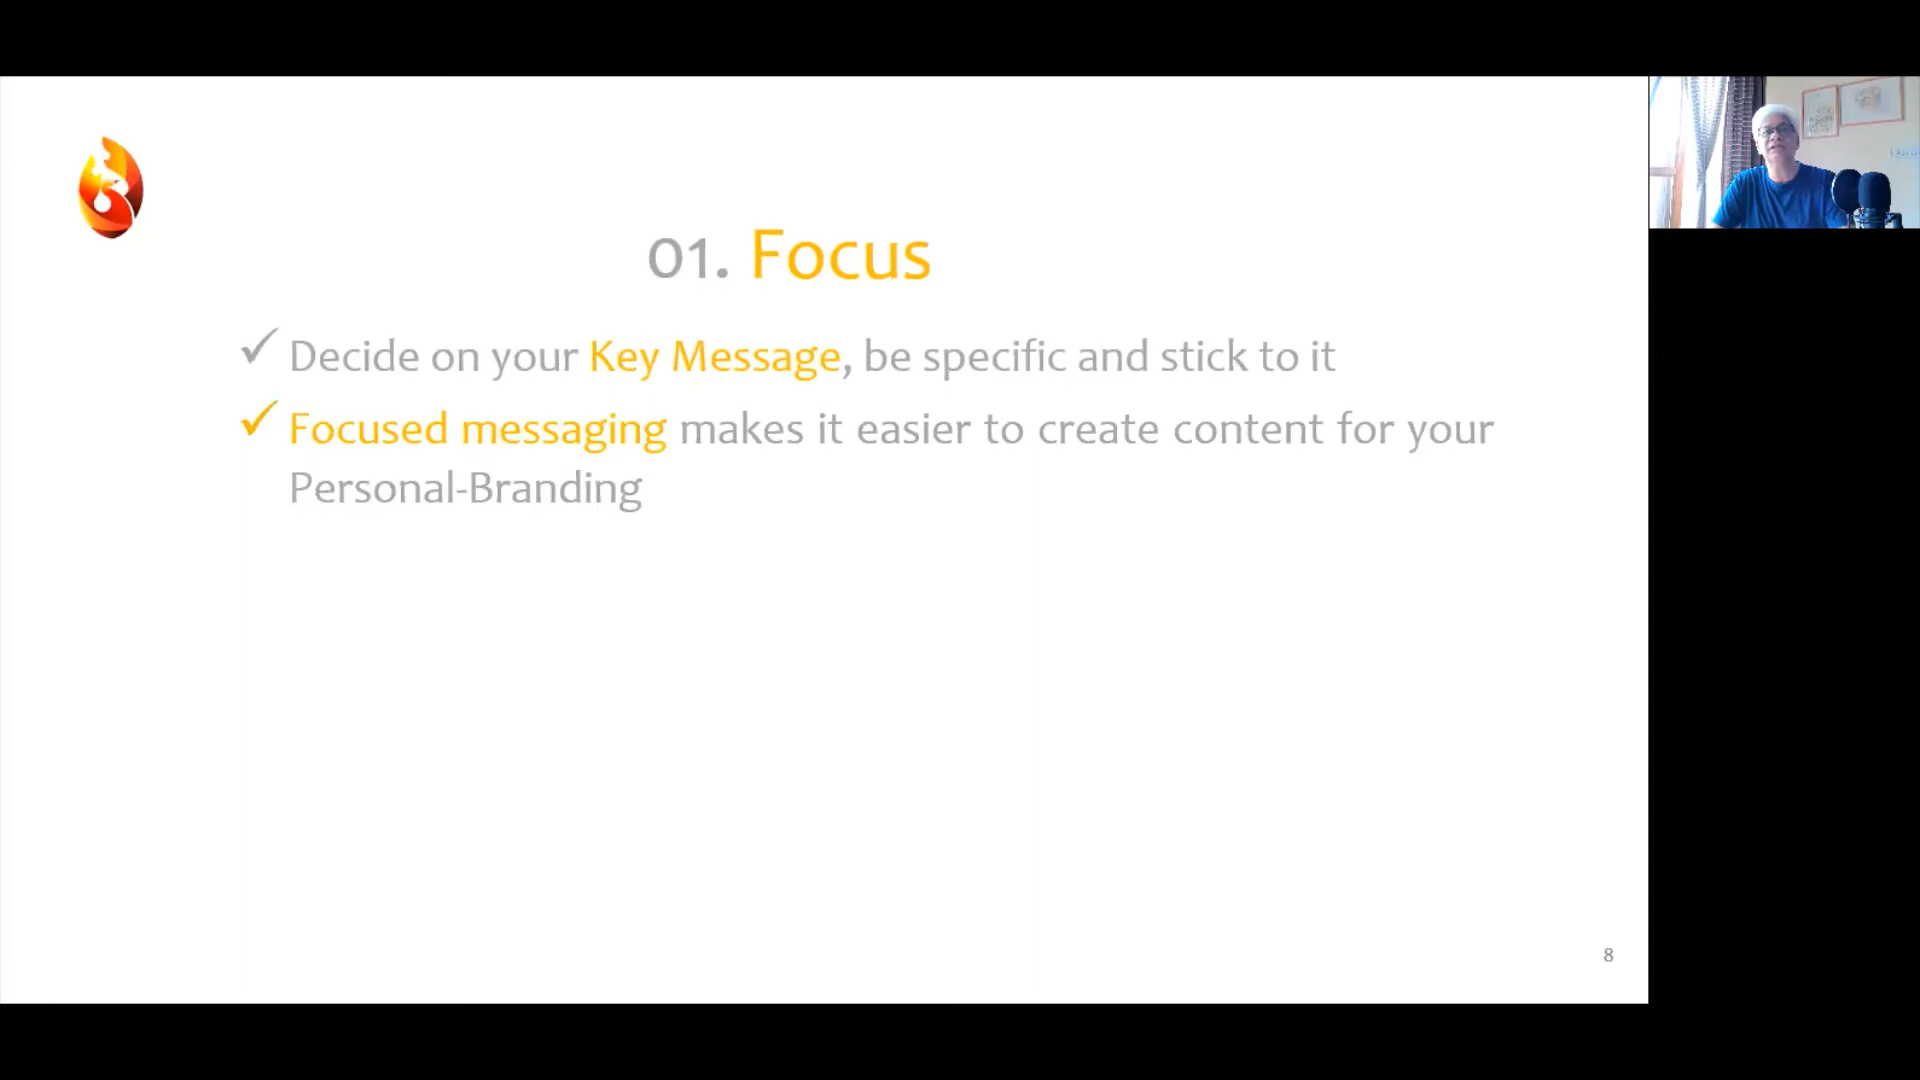 01. Focus
Decide on your Key Message, be specific and stick to it
Focused messaging makes it easier to create content for your
Personal-Branding
8